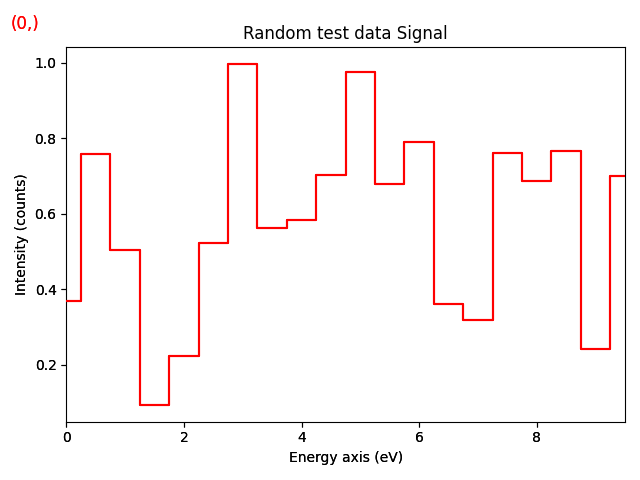 (0,)
Random test data Signal
Intensity (counts)
1.0
0.8
0.6
0.4
0.2
0 2 4 6 8
Energy axis (eV)